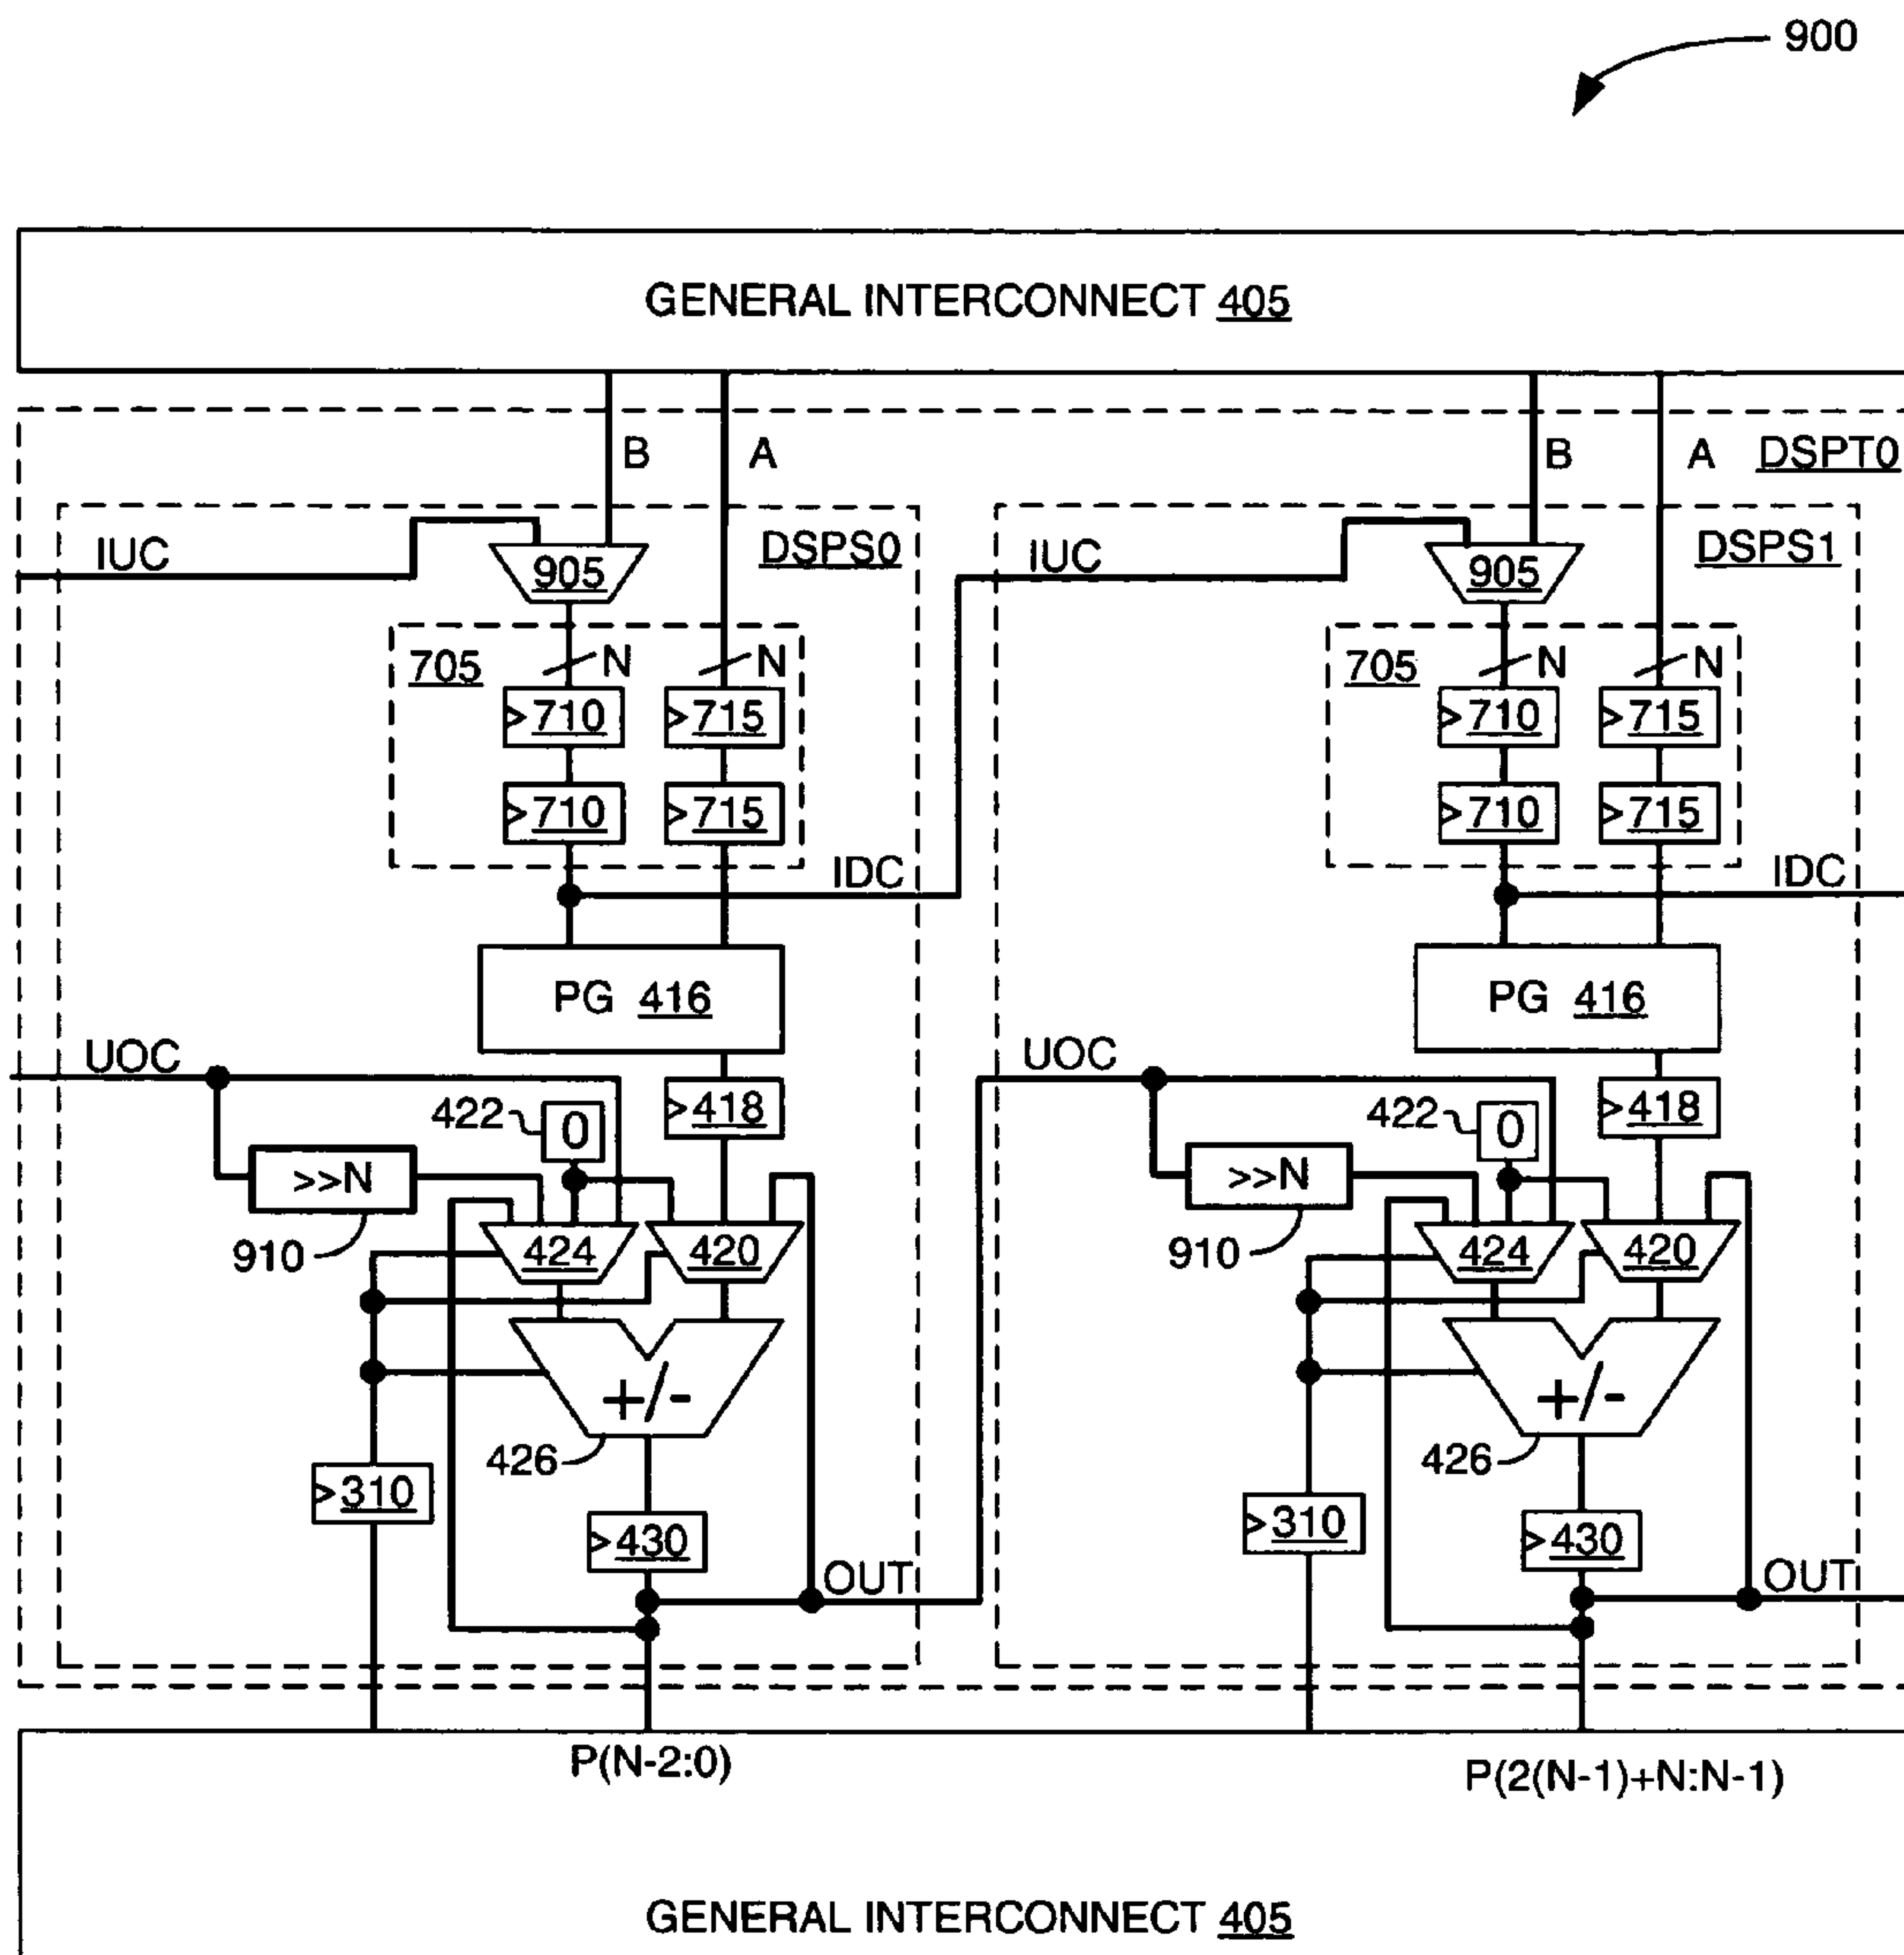 900
GENERAL INTERCONNECT 405
B A B A DSPT0
IUC 905 DSPS0 IUC 905 DSPS1
705 N N 705 N N
>710 >715 >710 >715
>710 >715 >710 >715
IDC IDC
PG 416 PG 416
UOC UOC
422 0 >418 422 0 >418
>>N >>N
910 424 420 910 424 420
+/- +/-
426 426
>310 >310
>430 >430
OUT OUT
P(N-2:0) P(2(N-1)+N:N-1)
GENERAL INTERCONNECT 405